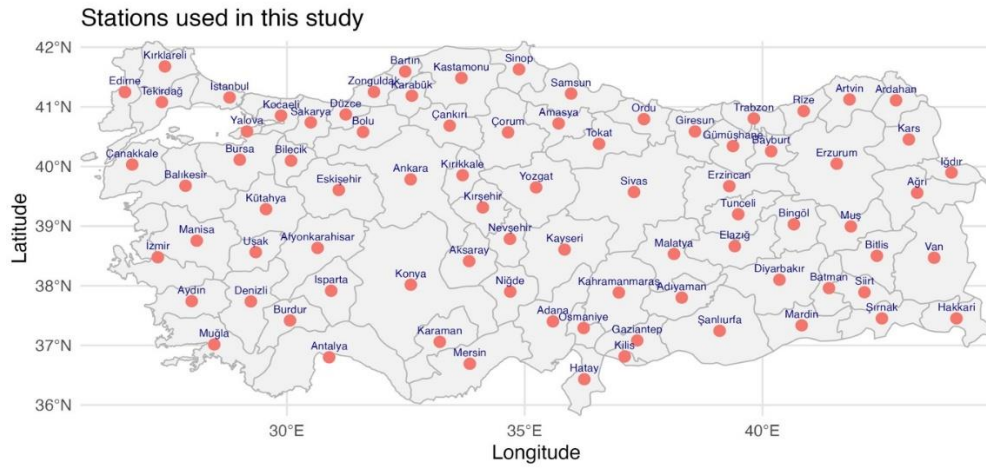 Stations used in this study
42°N
41°N
40°N
39°N
38°N
37°N
36°N
Latitude
Kırklareli
Edirne
Tekirdağ
İstanbul
Kocaeli
Yalova
Sakarya
Düzce
Bolu
Zonguldak
Bartın
Karabük
Kastamonu
Sinop
Samsun
Çankırı
Çorum
Amasya
Tokat
Ordu
Giresun
Trabzon
Gümüşhane
Bayburt
Rize
Artvin
Ardahan
Kars
Iğdır
Çanakkale
Balıkesir
Bursa
Bilecik
Kütahya
Eskişehir
Ankara
Kırıkkale
Kırşehir
Yozgat
Sivas
Erzincan
Erzurum
Ağrı
Tunceli
Bingöl
Muş
Manisa
İzmir
Uşak
Afyonkarahisar
Aksaray
Nevşehir
Kayseri
Malatya
Elazığ
Bitlis
Van
Aydın
Denizli
Isparta
Burdur
Konya
Niğde
Kahramanmaraş
Adıyaman
Diyarbakır
Batman
Siirt
Şırnak
Hakkari
Muğla
Antalya
Karaman
Mersin
Adana
Osmaniye
Gaziantep
Kilis
Hatay
Şanlıurfa
Mardin
30°E
35°E
40°E
Longitude